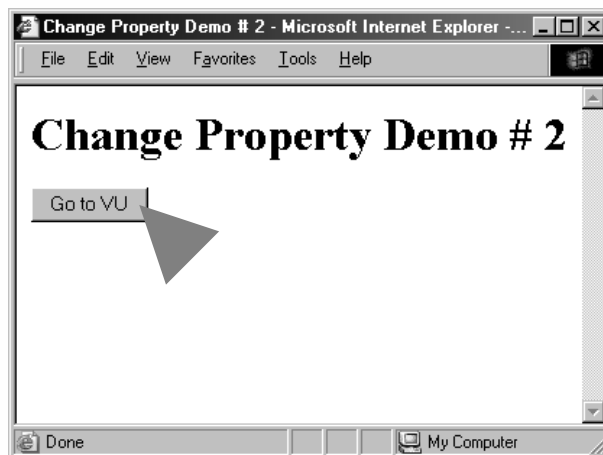 Change Property Demo # 2 - Microsoft Internet Explorer -...
File Edit View Favorites Tools Help
Change Property Demo # 2
Go to VU
Done My Computer